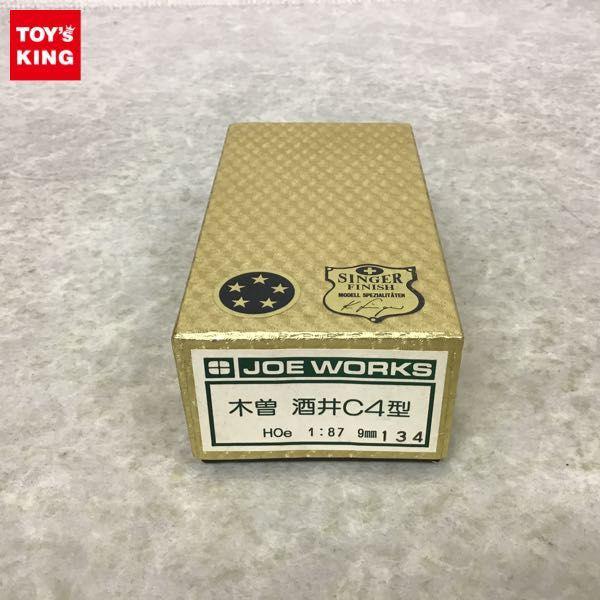 TOY's
KING
SINGER
FINISH
MODELL SPEZIALITÄTEN
JOE WORKS
木曽 酒井C4型
HOe 1:87 9mm 134